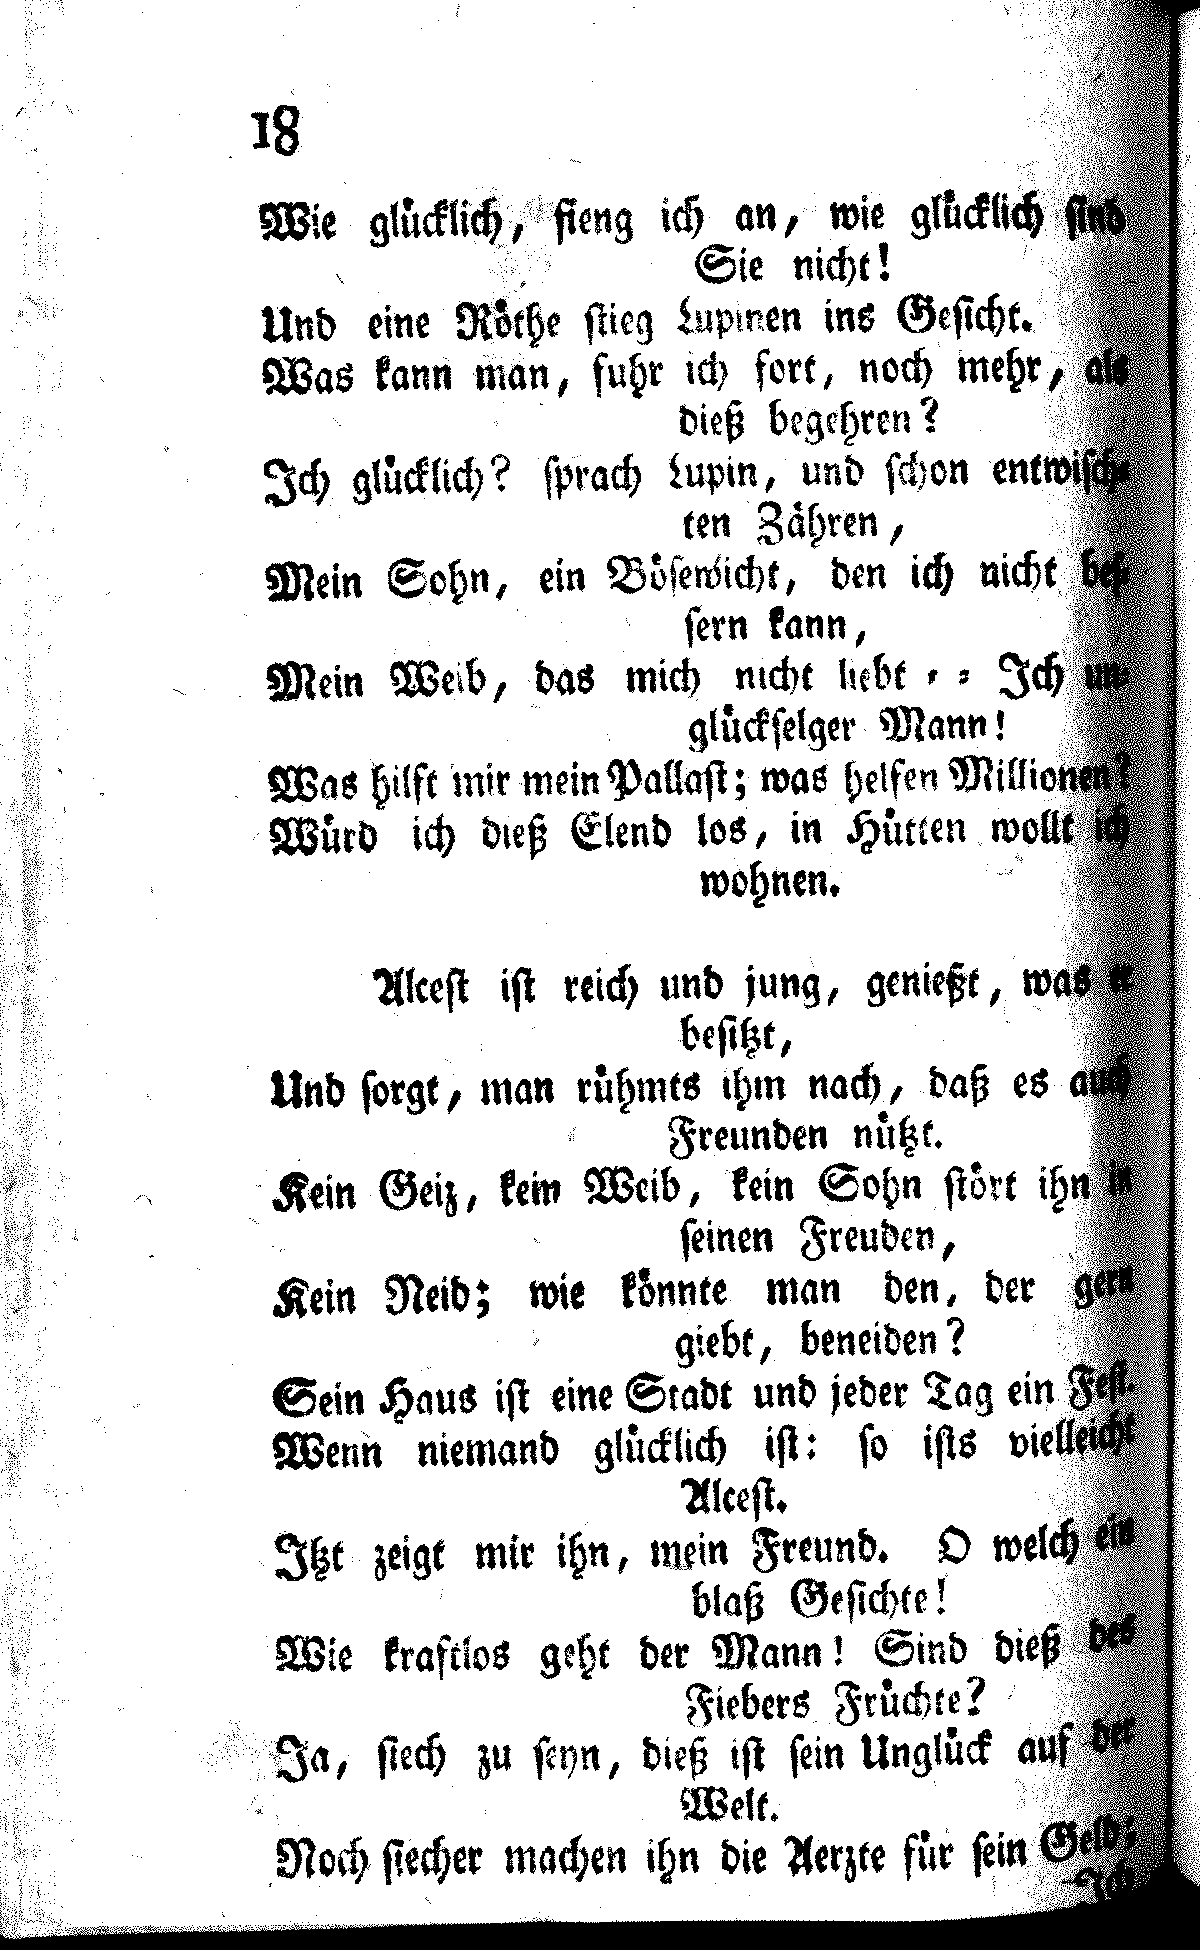 18
Wie glücklich, fieng ich an, wie glücklich sind
Sie nicht!
Und eine Röthe stieg Lupinen ins Gesicht.
Was kann man, fuhr ich fort, noch mehr, als
dieß begehren?
Ich glücklich? sprach Lupin, und schon entwisch-
ten Zähren,
Mein Sohn, ein Bösewicht, den ich nicht bes-
sern kann,
Mein Weib, das mich nicht liebt - - Ich un-
glückselger Mann!
Was hilft mir mein Pallast; was helfen Millionen?
Würd ich dieß Elend los, in Hütten wollt ich
wohnen.
Alcest ist reich und jung, genießt, was er
besitzt,
Und sorgt, man rühmts ihm nach, daß es auch
Freunden nützt.
Kein Geiz, kein Weib, kein Sohn stört ihn in
seinen Freuden,
Kein Neid; wie könnte man den, der gern
giebt, beneiden?
Sein Haus ist eine Stadt und jeder Tag ein Fest.
Wenn niemand glücklich ist: so ists vielleicht
Alcest.
Itzt zeigt mir ihn, mein Freund. O welch ein
blaß Gesichte!
Wie kraftlos geht der Mann! Sind dieß des
Fiebers Früchte?
Ja, siech zu seyn, dieß ist sein Unglück auf der
Welt.
Noch siecher machen ihn die Aerzte für sein Geld;